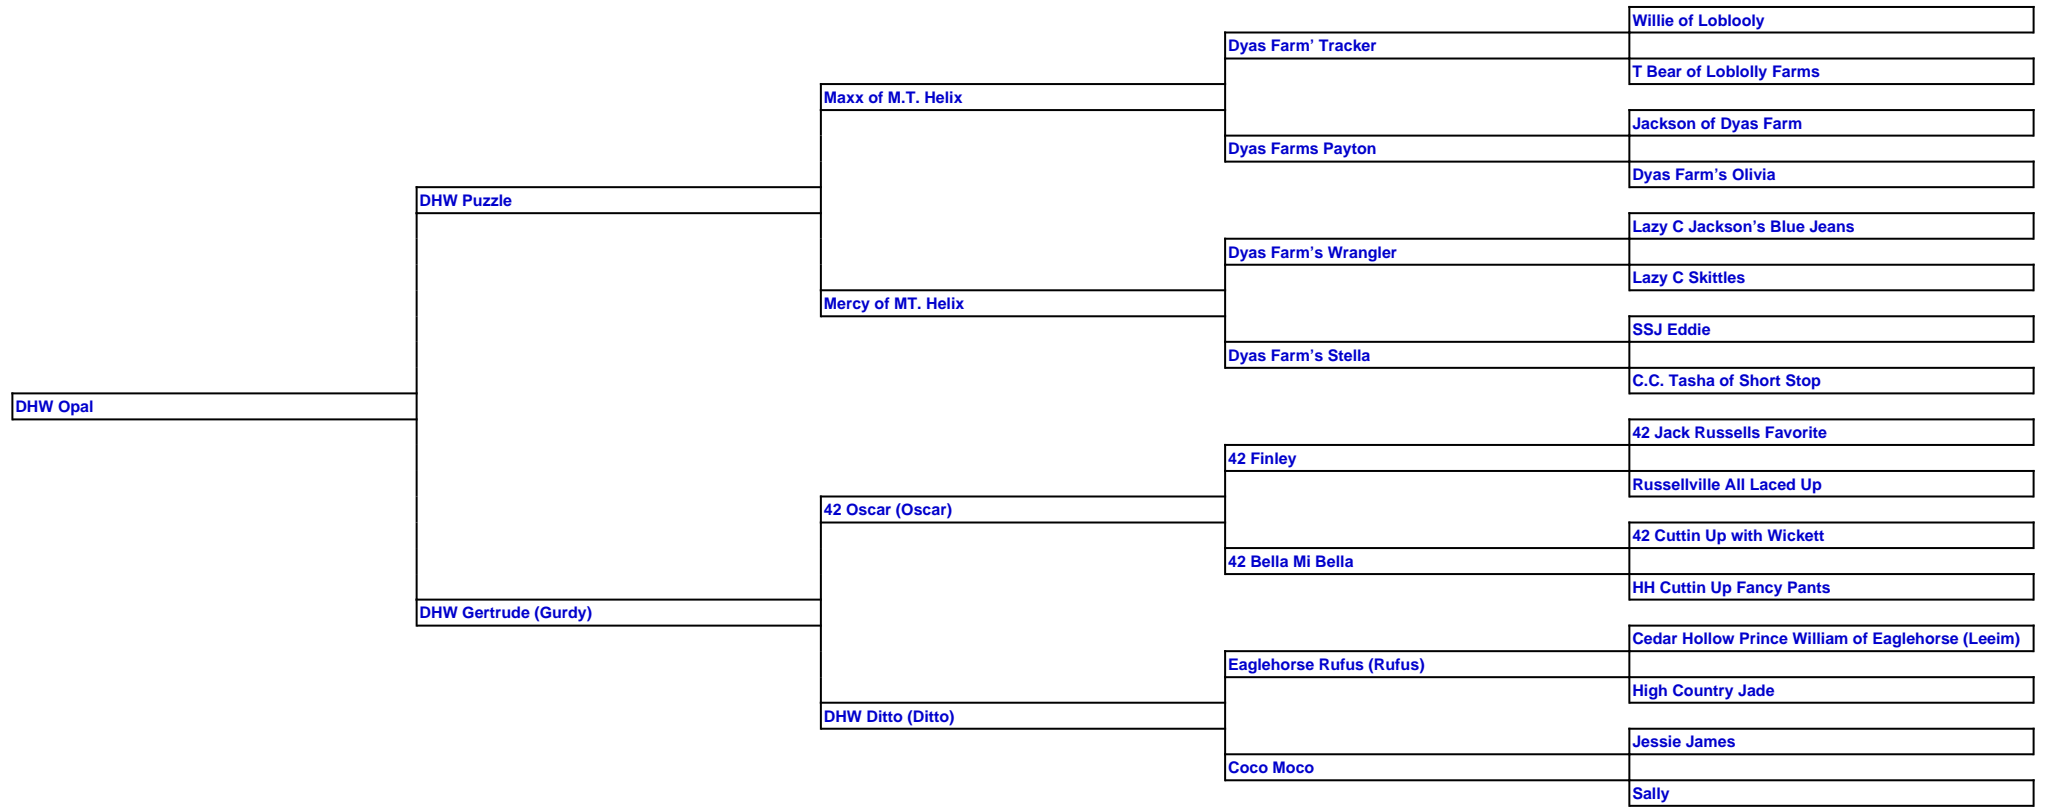 Willie of Loblooly
Dyas Farm’ Tracker
T Bear of Loblolly Farms
Maxx of M.T. Helix
Jackson of Dyas Farm
Dyas Farms Payton
Dyas Farm’s Olivia
DHW Puzzle
Lazy C Jackson’s Blue Jeans
Dyas Farm’s Wrangler
Lazy C Skittles
Mercy of MT. Helix
SSJ Eddie
Dyas Farm’s Stella
C.C. Tasha of Short Stop
DHW Opal
42 Jack Russells Favorite
42 Finley
Russellville All Laced Up
42 Oscar (Oscar)
42 Cuttin Up with Wickett
42 Bella Mi Bella
HH Cuttin Up Fancy Pants
DHW Gertrude (Gurdy)
Cedar Hollow Prince William of Eaglehorse (Leeim)
Eaglehorse Rufus (Rufus)
High Country Jade
DHW Ditto (Ditto)
Jessie James
Coco Moco
Sally